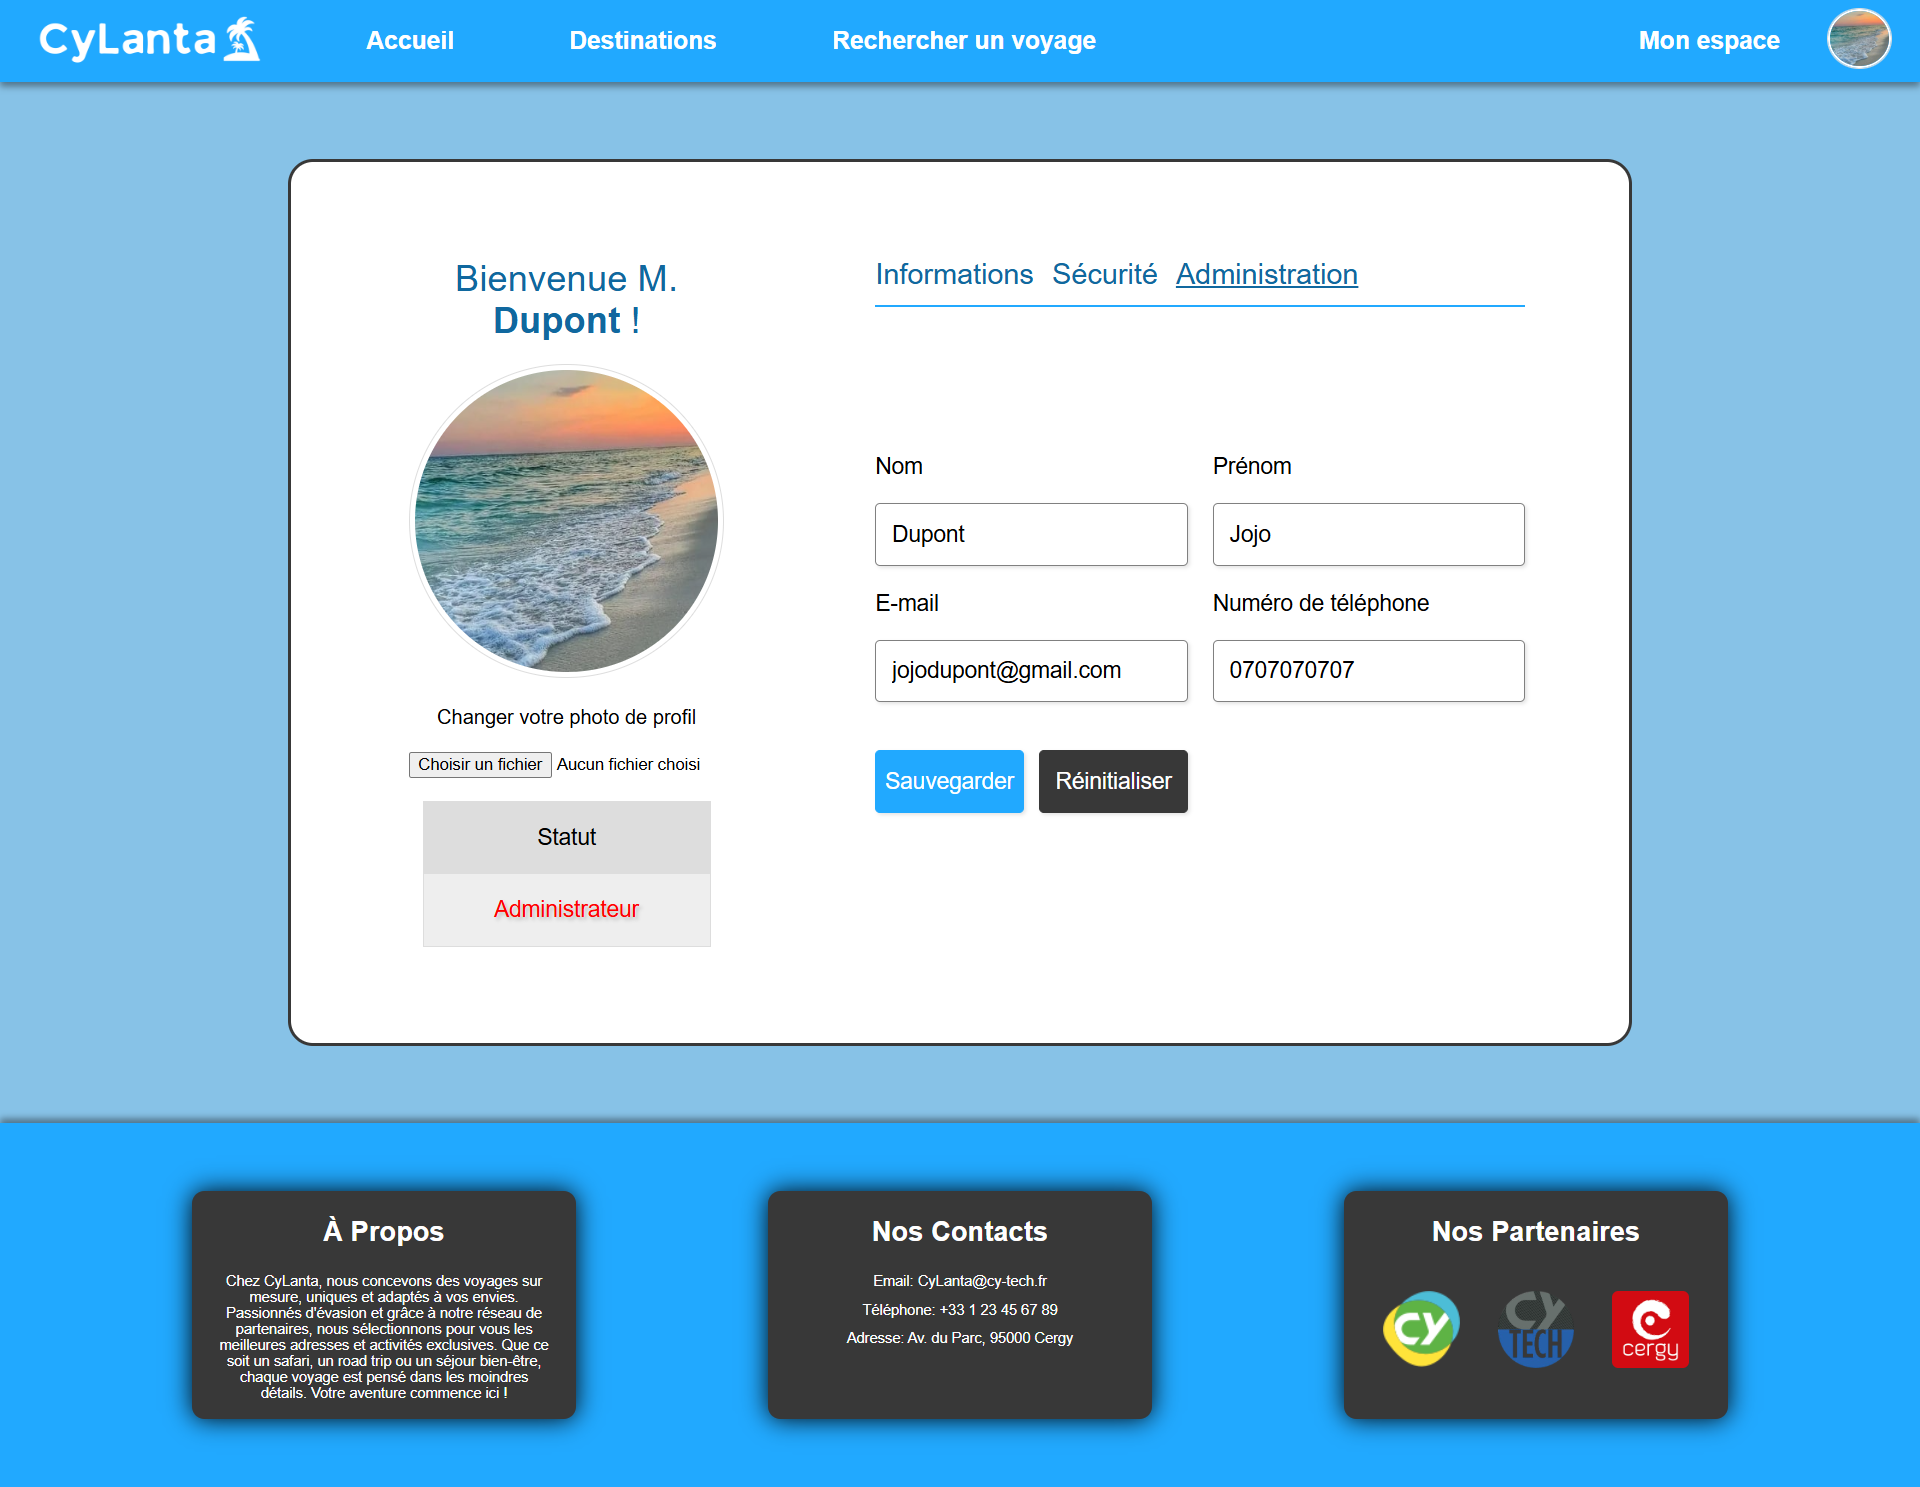 CyLanta
Accueil
Destinations
Rechercher un voyage
Mon espace
Bienvenue M.
Dupont !
Changer votre photo de profil
Choisir un fichier Aucun fichier choisi
Statut
Administrateur
Informations Sécurité Administration
Nom
Prénom
Dupont
Jojo
E-mail
Numéro de téléphone
jojodupont@gmail.com
0707070707
Sauvegarder
Réinitialiser
À Propos
Chez CyLanta, nous concevons des voyages sur
mesure, uniques et adaptés à vos envies.
Passionnés d'évasion et grâce à notre réseau de
partenaires, nous sélectionnons pour vous les
meilleures adresses et activités exclusives. Que ce
soit un safari, un road trip ou un séjour bien-être,
chaque voyage est pensé dans les moindres
détails. Votre aventure commence ici !
Nos Contacts
Email: CyLanta@cy-tech.fr
Téléphone: +33 1 23 45 67 89
Adresse: Av. du Parc, 95000 Cergy
Nos Partenaires
CY
CY
TECH
cergy